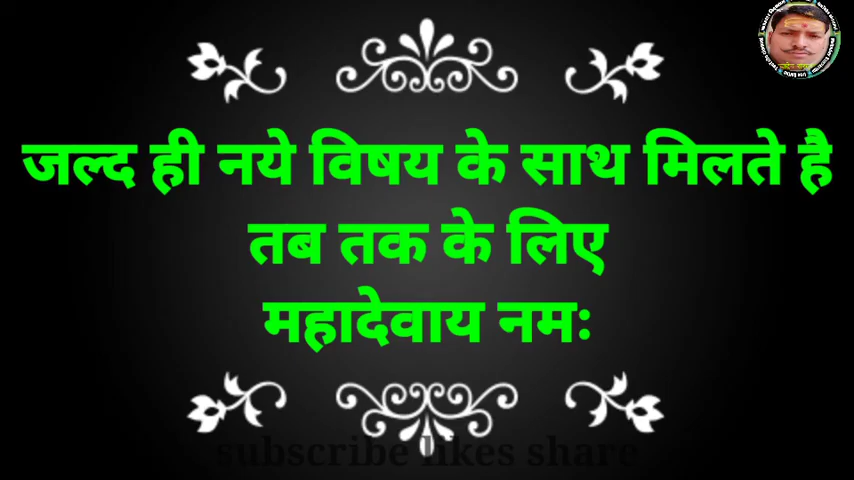 जल्द ही नये विषय के साथ मिलते है
तब तक के लिए
महादेवाय नमः
subscribe likes share